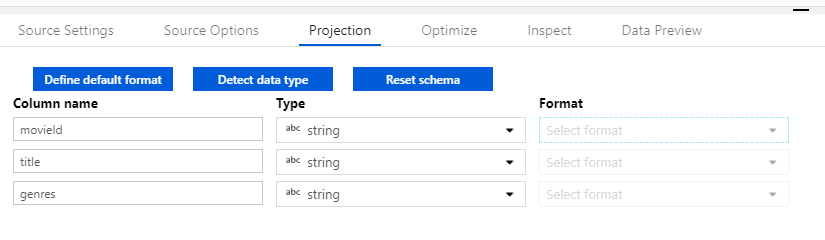 Source Settings Source Options Projection Optimize Inspect Data Preview
Define default format Detect data type Reset schema
Column name Type Format
movieId abc string Select format
title abc string Select format
genres abc string Select format